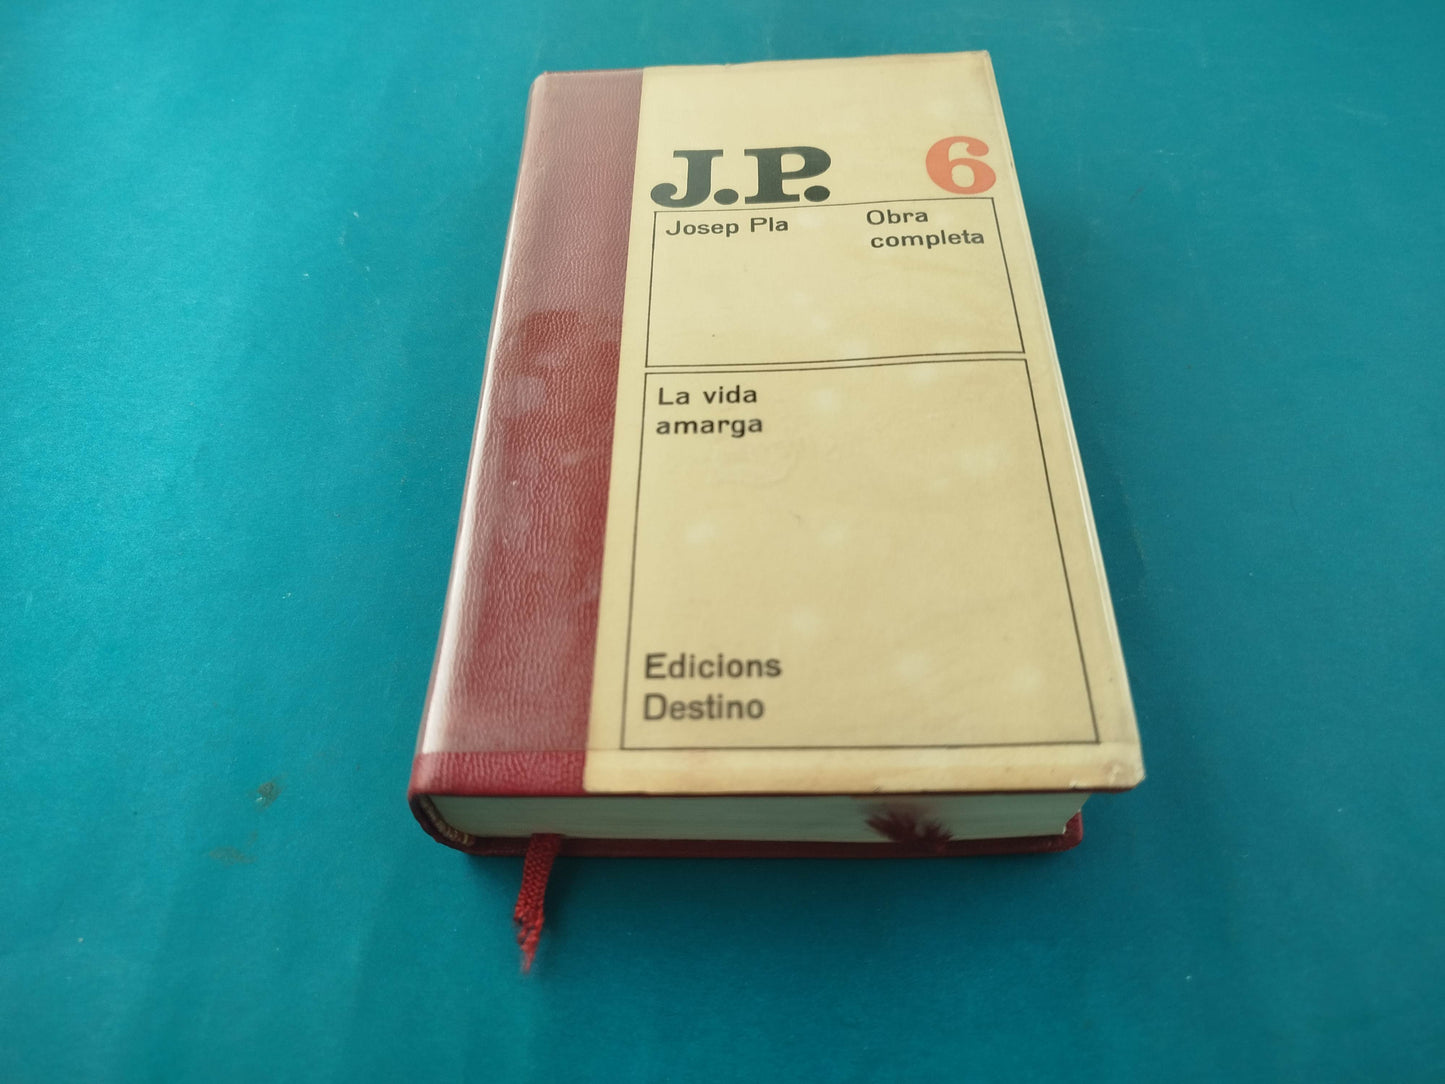 J.P. 6
Josep Pla Obra
completa
La vida
amarga
Edicions
Destino